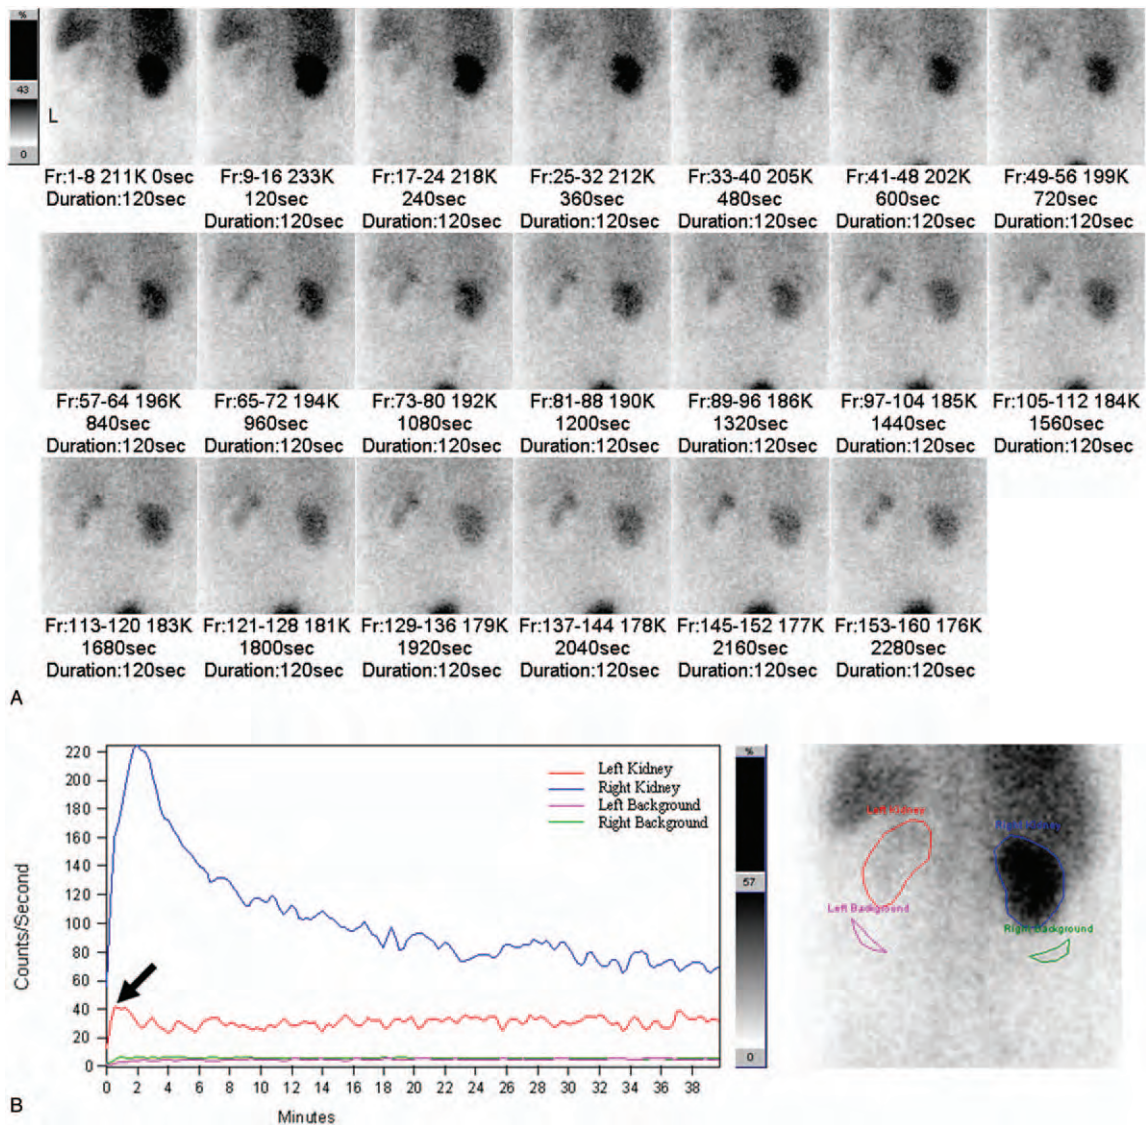 %
43
0
L
Fr:1-8 211K 0sec
Duration:120sec
Fr:9-16 233K
120sec
Duration:120sec
Fr:17-24 218K
240sec
Duration:120sec
Fr:25-32 212K
360sec
Duration:120sec
Fr:33-40 205K
480sec
Duration:120sec
Fr:41-48 202K
600sec
Duration:120sec
Fr:49-56 199K
720sec
Duration:120sec
Fr:57-64 196K
840sec
Duration:120sec
Fr:65-72 194K
960sec
Duration:120sec
Fr:73-80 192K
1080sec
Duration:120sec
Fr:81-88 190K
1200sec
Duration:120sec
Fr:89-96 186K
1320sec
Duration:120sec
Fr:97-104 185K
1440sec
Duration:120sec
Fr:105-112 184K
1560sec
Duration:120sec
Fr:113-120 183K
1680sec
Duration:120sec
Fr:121-128 181K
1800sec
Duration:120sec
Fr:129-136 179K
1920sec
Duration:120sec
Fr:137-144 178K
2040sec
Duration:120sec
Fr:145-152 177K
2160sec
Duration:120sec
Fr:153-160 176K
2280sec
Duration:120sec
A
Counts/Second
220
200
180
160
140
120
100
80
60
40
20
0
Left Kidney
Right Kidney
Left Background
Right Background
0 2 4 6 8 10 12 14 16 18 20 22 24 26 28 30 32 34 36 38
Minutes
%
57
0
Left Kidney
Right Kidney
Left Background
Right Background
B